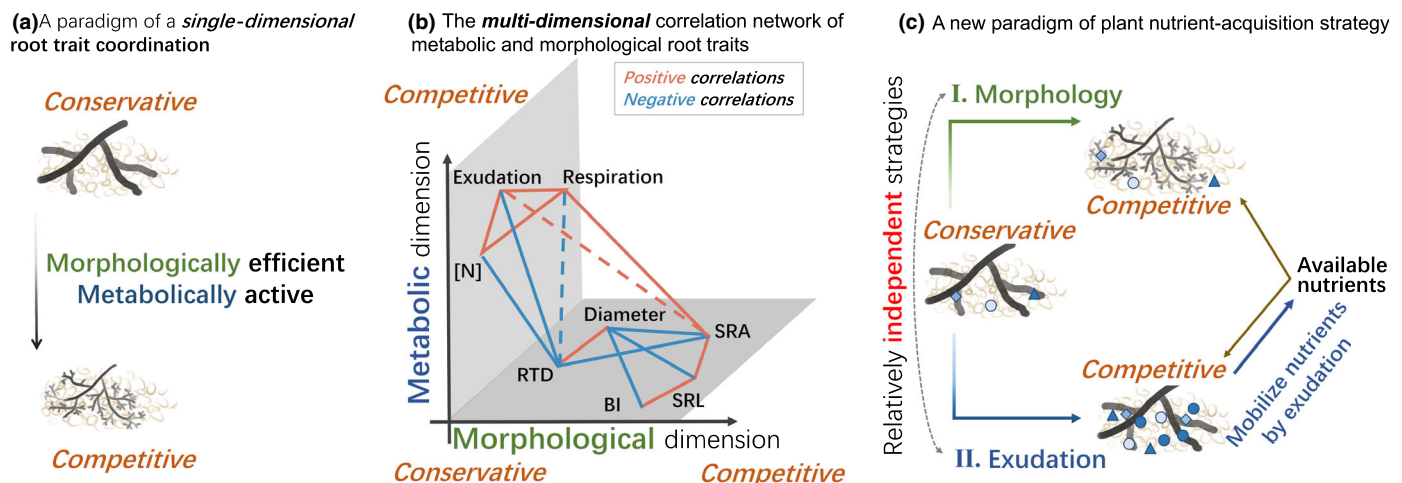 (a) A paradigm of a single-dimensional
root trait coordination
Conservative
Morphologically efficient
Metabolically active
Competitive
(b) The multi-dimensional correlation network of
metabolic and morphological root traits
Positive correlations
Negative correlations
Competitive
Metabolic dimension
Exudation
Respiration
[N]
Diameter
SRA
RTD
BI
SRL
Morphological dimension
Conservative
Competitive
(c) A new paradigm of plant nutrient-acquisition strategy
Relatively independent strategies
I. Morphology
Competitive
Conservative
Available
nutrients
Competitive
Mobilize nutrients
by exudation
II. Exudation